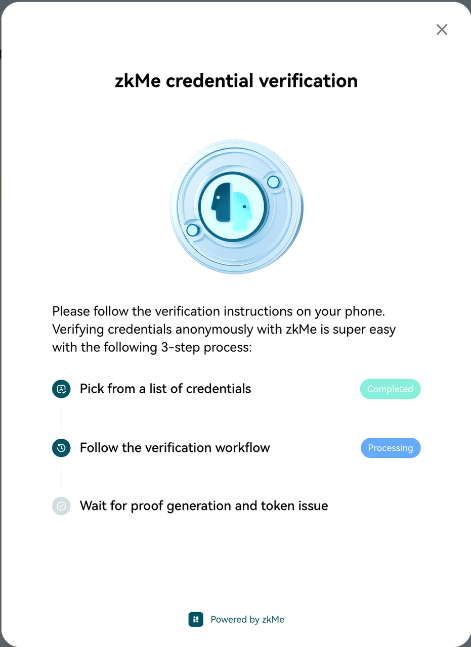 zkMe credential verification
Please follow the verification instructions on your phone.
Verifying credentials anonymously with zkMe is super easy
with the following 3-step process:
Pick from a list of credentials
Completed
Follow the verification workflow
Processing
Wait for proof generation and token issue
Powered by zkMe